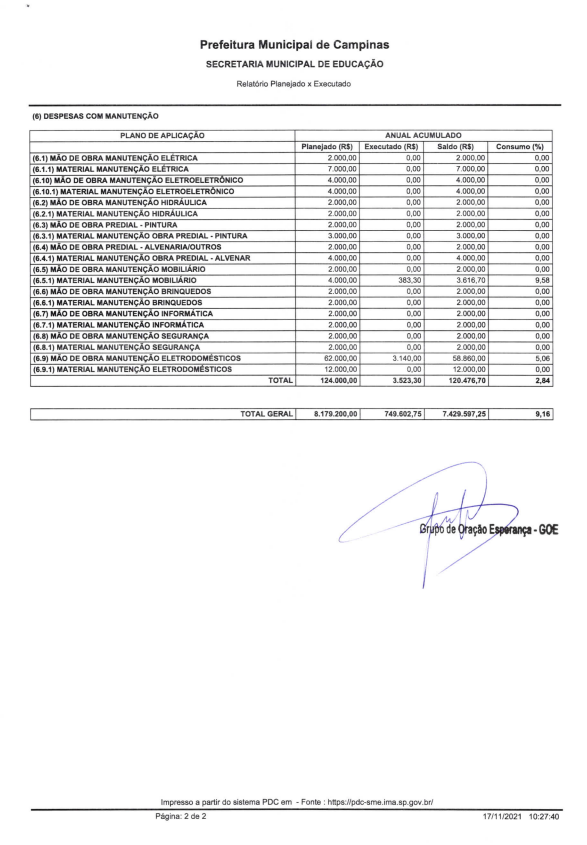 Prefeitura Municipal de Campinas
SECRETARIA MUNICIPAL DE EDUCAÇÃO
Relatório Planejado x Executado
(6) DESPESAS COM MANUTENÇÃO
PLANO DE APLICAÇÃO ANUAL ACUMULADO
Planejado (R$) Executado (R$) Saldo (R$) Consumo (%)
(6.1) MÃO DE OBRA MANUTENÇÃO ELÉTRICA 2.000,00 0,00 2.000,00 0,00
(6.1.1) MATERIAL MANUTENÇÃO ELÉTRICA 7.000,00 0,00 7.000,00 0,00
(6.10) MÃO DE OBRA MANUTENÇÃO ELETROELETRÔNICO 4.000,00 0,00 4.000,00 0,00
(6.10.1) MATERIAL MANUTENÇÃO ELETROELETRÔNICO 4.000,00 0,00 4.000,00 0,00
(6.2) MÃO DE OBRA MANUTENÇÃO HIDRÁULICA 2.000,00 0,00 2.000,00 0,00
(6.2.1) MATERIAL MANUTENÇÃO HIDRÁULICA 2.000,00 0,00 2.000,00 0,00
(6.3) MÃO DE OBRA PREDIAL - PINTURA 2.000,00 0,00 2.000,00 0,00
(6.3.1) MATERIAL MANUTENÇÃO OBRA PREDIAL - PINTURA 3.000,00 0,00 3.000,00 0,00
(6.4) MÃO DE OBRA PREDIAL - ALVENARIA/OUTROS 2.000,00 0,00 2.000,00 0,00
(6.4.1) MATERIAL MANUTENÇÃO OBRA PREDIAL - ALVENAR 4.000,00 0,00 4.000,00 0,00
(6.5) MÃO DE OBRA MANUTENÇÃO MOBILIÁRIO 2.000,00 0,00 2.000,00 0,00
(6.5.1) MATERIAL MANUTENÇÃO MOBILIÁRIO 4.000,00 383,30 3.616,70 9,58
(6.6) MÃO DE OBRA MANUTENÇÃO BRINQUEDOS 2.000,00 0,00 2.000,00 0,00
(6.6.1) MATERIAL MANUTENÇÃO BRINQUEDOS 2.000,00 0,00 2.000,00 0,00
(6.7) MÃO DE OBRA MANUTENÇÃO INFORMÁTICA 2.000,00 0,00 2.000,00 0,00
(6.7.1) MATERIAL MANUTENÇÃO INFORMÁTICA 2.000,00 0,00 2.000,00 0,00
(6.8) MÃO DE OBRA MANUTENÇÃO SEGURANÇA 2.000,00 0,00 2.000,00 0,00
(6.8.1) MATERIAL MANUTENÇÃO SEGURANÇA 2.000,00 0,00 2.000,00 0,00
(6.9) MÃO DE OBRA MANUTENÇÃO ELETRODOMÉSTICOS 62.000,00 3.140,00 58.860,00 5,06
(6.9.1) MATERIAL MANUTENÇÃO ELETRODOMÉSTICOS 12.000,00 0,00 12.000,00 0,00
TOTAL 124.000,00 3.523,30 120.476,70 2,84
TOTAL GERAL 8.179.200,00 749.602,75 7.429.597,25 9,16
Grupo de Oração Esperança - GOE
Impresso a partir do sistema PDC em - Fonte : https://pdc-sme.ima.sp.gov.br/
Página: 2 de 2 17/11/2021 10:27:40